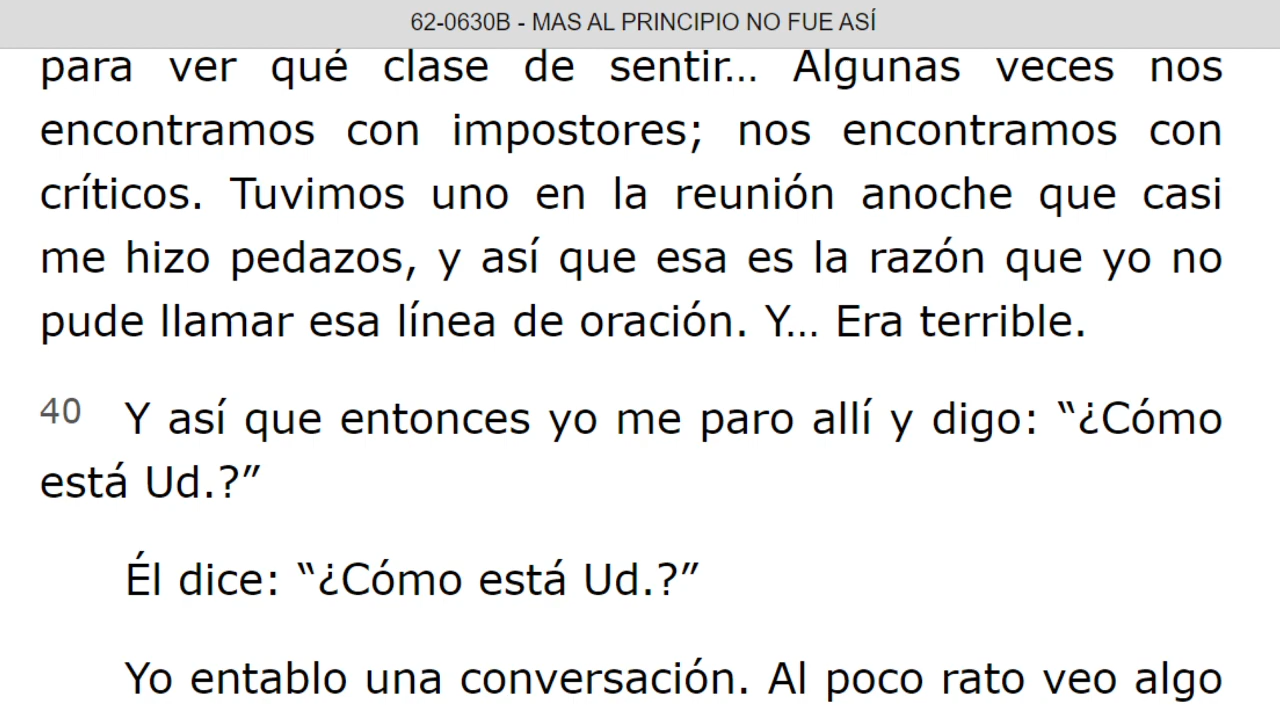 62-0630B - MAS AL PRINCIPIO NO FUE ASÍ
para ver qué clase de sentir... Algunas veces nos
encontramos con impostores; nos encontramos con
críticos. Tuvimos uno en la reunión anoche que casi
me hizo pedazos, y así que esa es la razón que yo no
pude llamar esa línea de oración. Y... Era terrible.
40 Y así que entonces yo me paro allí y digo: “¿Cómo
está Ud.?”
Él dice: “¿Cómo está Ud.?”
Yo entablo una conversación. Al poco rato veo algo